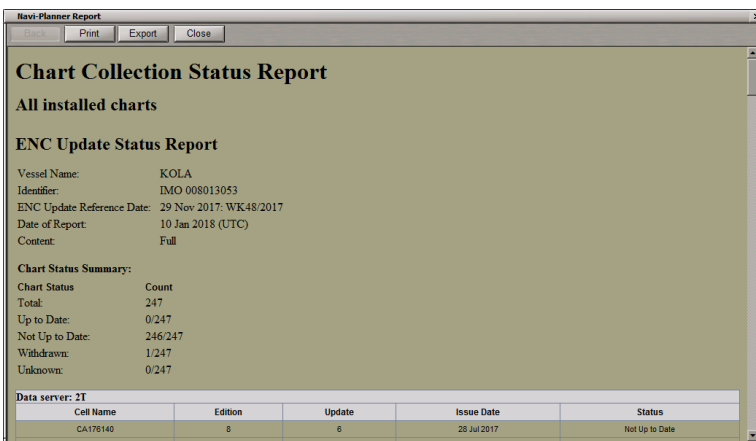 Navi-Planner Report
Back Print Export Close
Chart Collection Status Report
All installed charts
ENC Update Status Report
Vessel Name: KOLA
Identifier: IMO 008013053
ENC Update Reference Date: 29 Nov 2017: WK48/2017
Date of Report: 10 Jan 2018 (UTC)
Content: Full
Chart Status Summary:
Chart Status Count
Total: 247
Up to Date: 0/247
Not Up to Date: 246/247
Withdrawn: 1/247
Unknown: 0/247
Data server: 2T
Cell Name Edition Update Issue Date Status
CA176140 8 6 28 Jul 2017 Not Up to Date